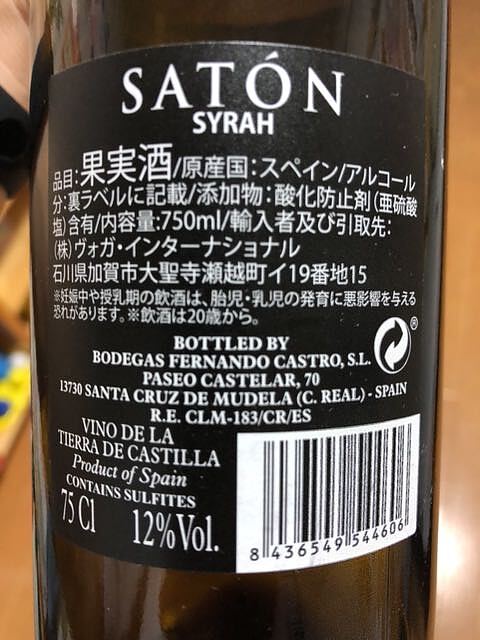 SATÓN
SYRAH
品目:果実酒/原産国:スペイン/アルコール
分:裏ラベルに記載/添加物:酸化防止剤(亜硫酸
塩)含有/内容量:750ml/輸入者及び引取先:
(株)ヴォガ・インターナショナル
石川県加賀市大聖寺瀬越町イ19番地15
※妊娠中や授乳期の飲酒は、胎児・乳児の発育に悪影響を与える
恐れがあります。※飲酒は20歳から。
BOTTLED BY
BODEGAS FERNANDO CASTRO, S.L.
PASEO CASTELAR, 70
13730 SANTA CRUZ DE MUDELA (C. REAL) - SPAIN
R.E. CLM-183/CR/ES
®
VINO DE LA
TIERRA DE CASTILLA
Product of Spain
CONTAINS SULFITES
75 Cl 12%Vol.
8 436549 544606